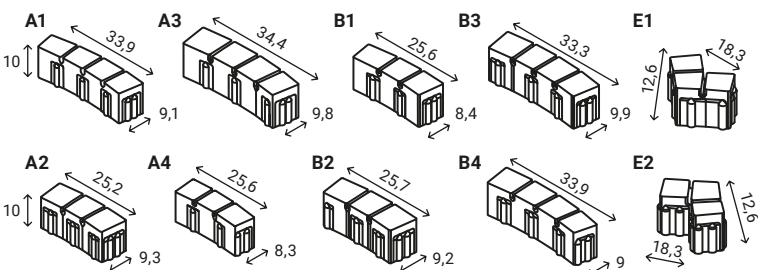 A1 A3 B1 B3 E1
33,9 34,4 25,6 33,3 18,3
10 12,6
9,1 9,8 8,4 9,9
A2 A4 B2 B4 E2
25,2 25,6 25,7 33,9 12,6
10
9,3 8,3 9,2 9 18,3